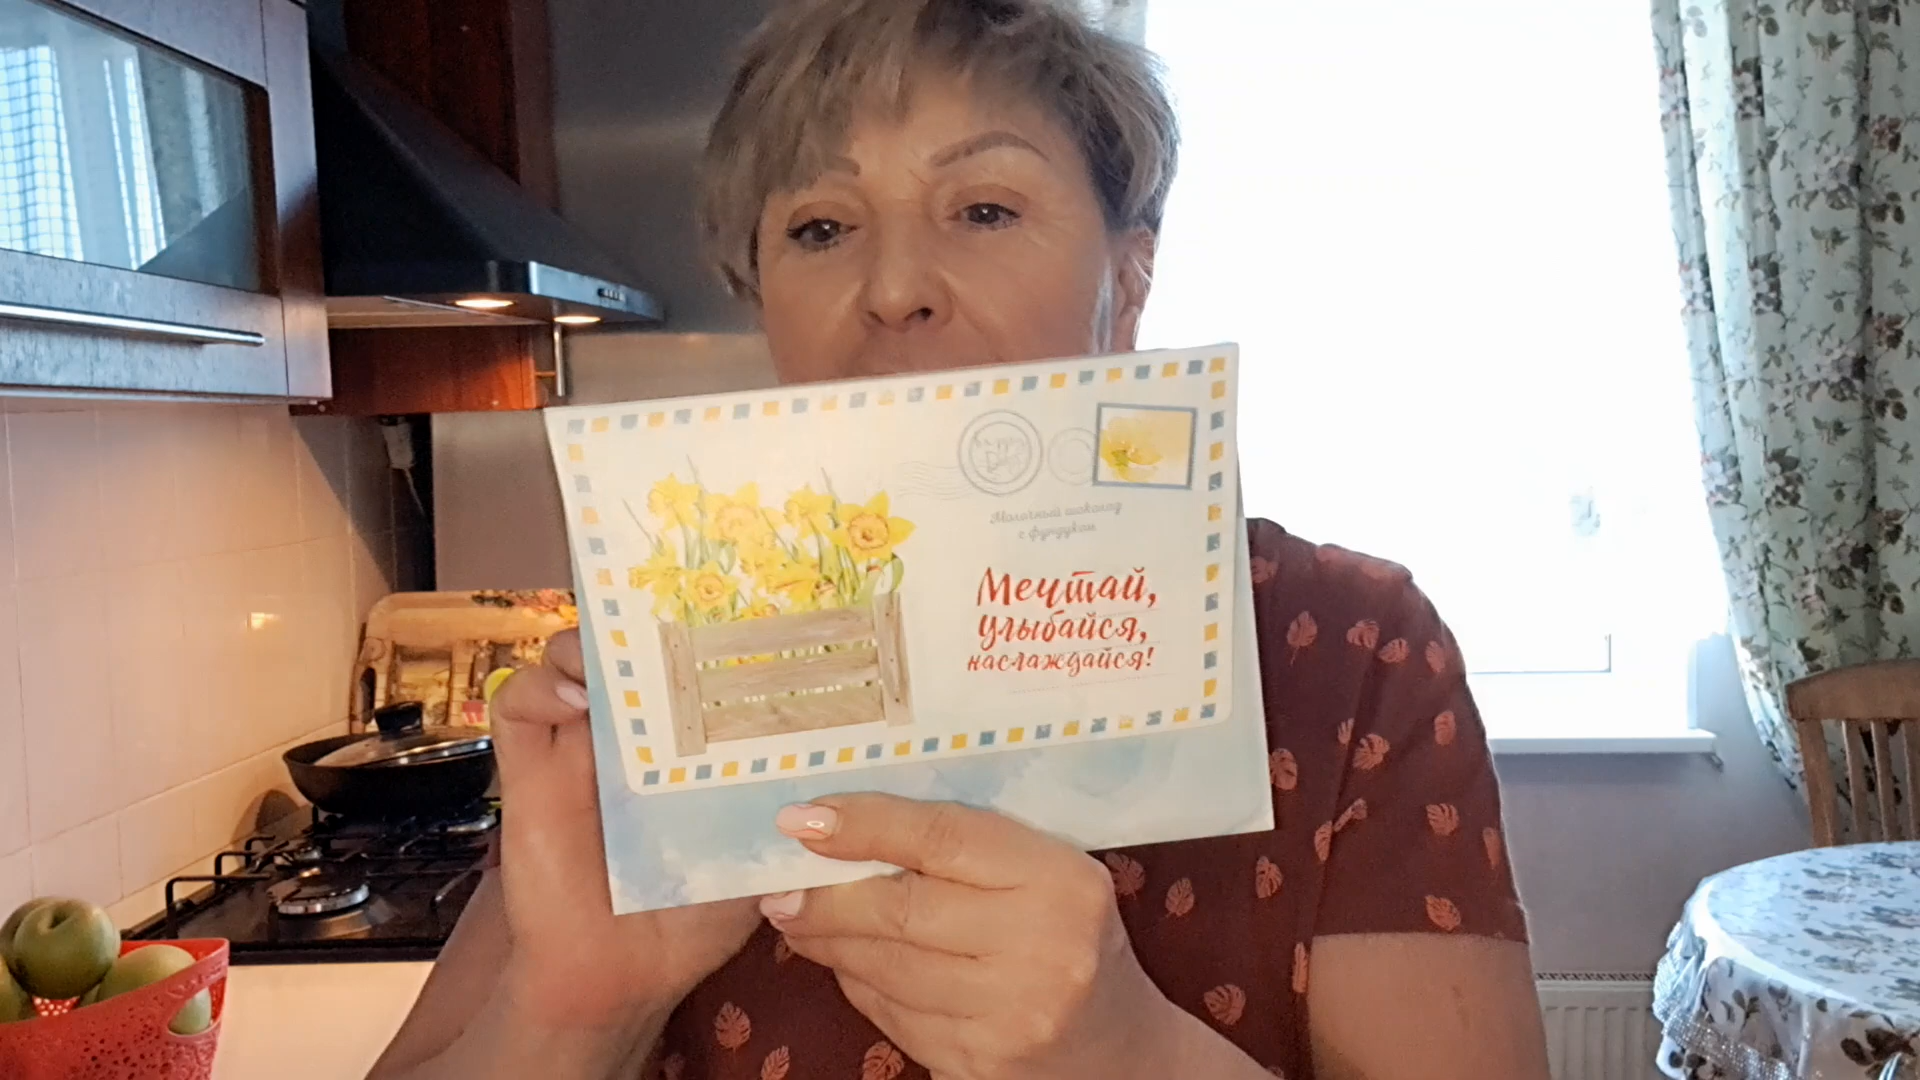 Молочный шоколад
с фундуком
Мечтай,
улыбайся,
наслаждайся!